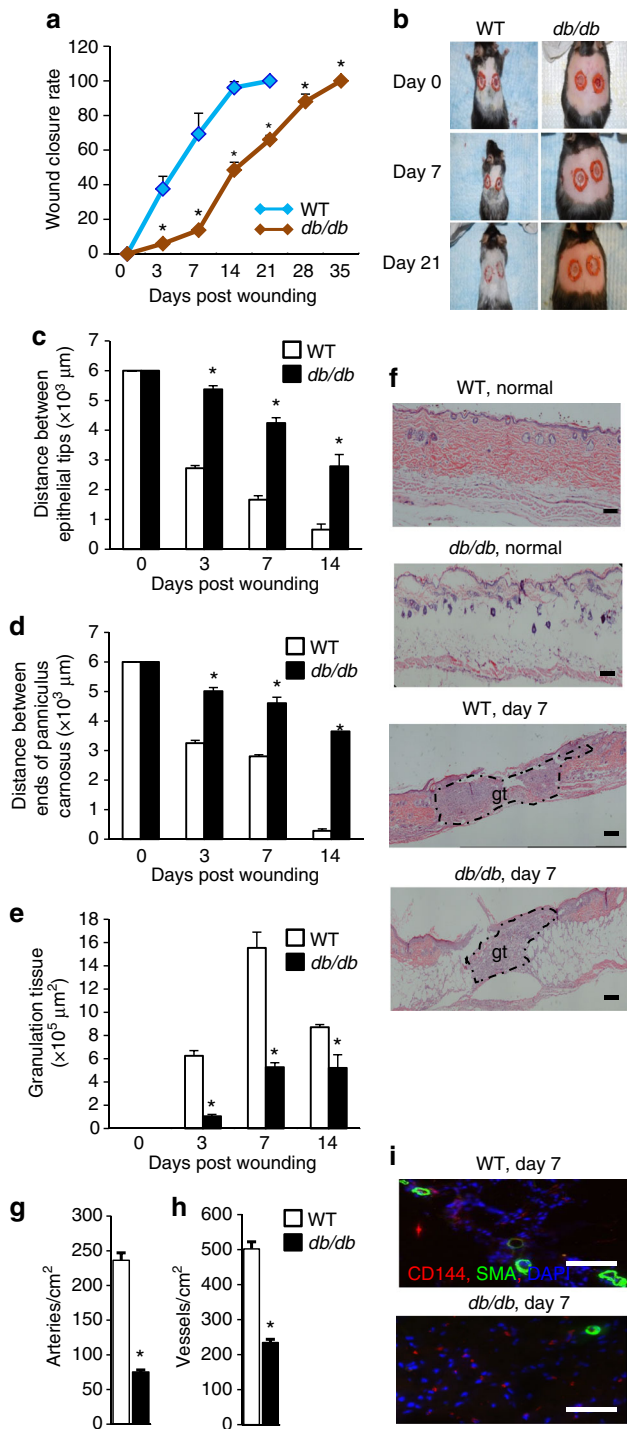 a
120
100
80
60
40
20
0
Wound closure rate
* * * * * *
WT
db/db
0 3 7 14 21 28 35
Days post wounding
b
WT db/db
Day 0
Day 7
Day 21
c
WT
db/db
6
5
4
3
2
1
0
Distance between
epithelial tips (×10³ μm)
* * *
0 3 7 14
Days post wounding
d
WT
db/db
6
5
4
3
2
1
0
Distance between
ends of panniculus
carnosus (×10³ μm)
* * *
0 3 7 14
Days post wounding
e
WT
db/db
18
16
14
12
10
8
6
4
2
0
Granulation tissue
(×10⁵ μm²)
* * *
0 3 7 14
Days post wounding
f
WT, normal
db/db, normal
WT, day 7
gt
db/db, day 7
gt
g
300
250
200
150
100
50
0
Arteries/cm²
*
h
WT
db/db
600
500
400
300
200
100
0
Vessels/cm²
*
i
WT, day 7
CD144, SMA, DAPI
db/db, day 7